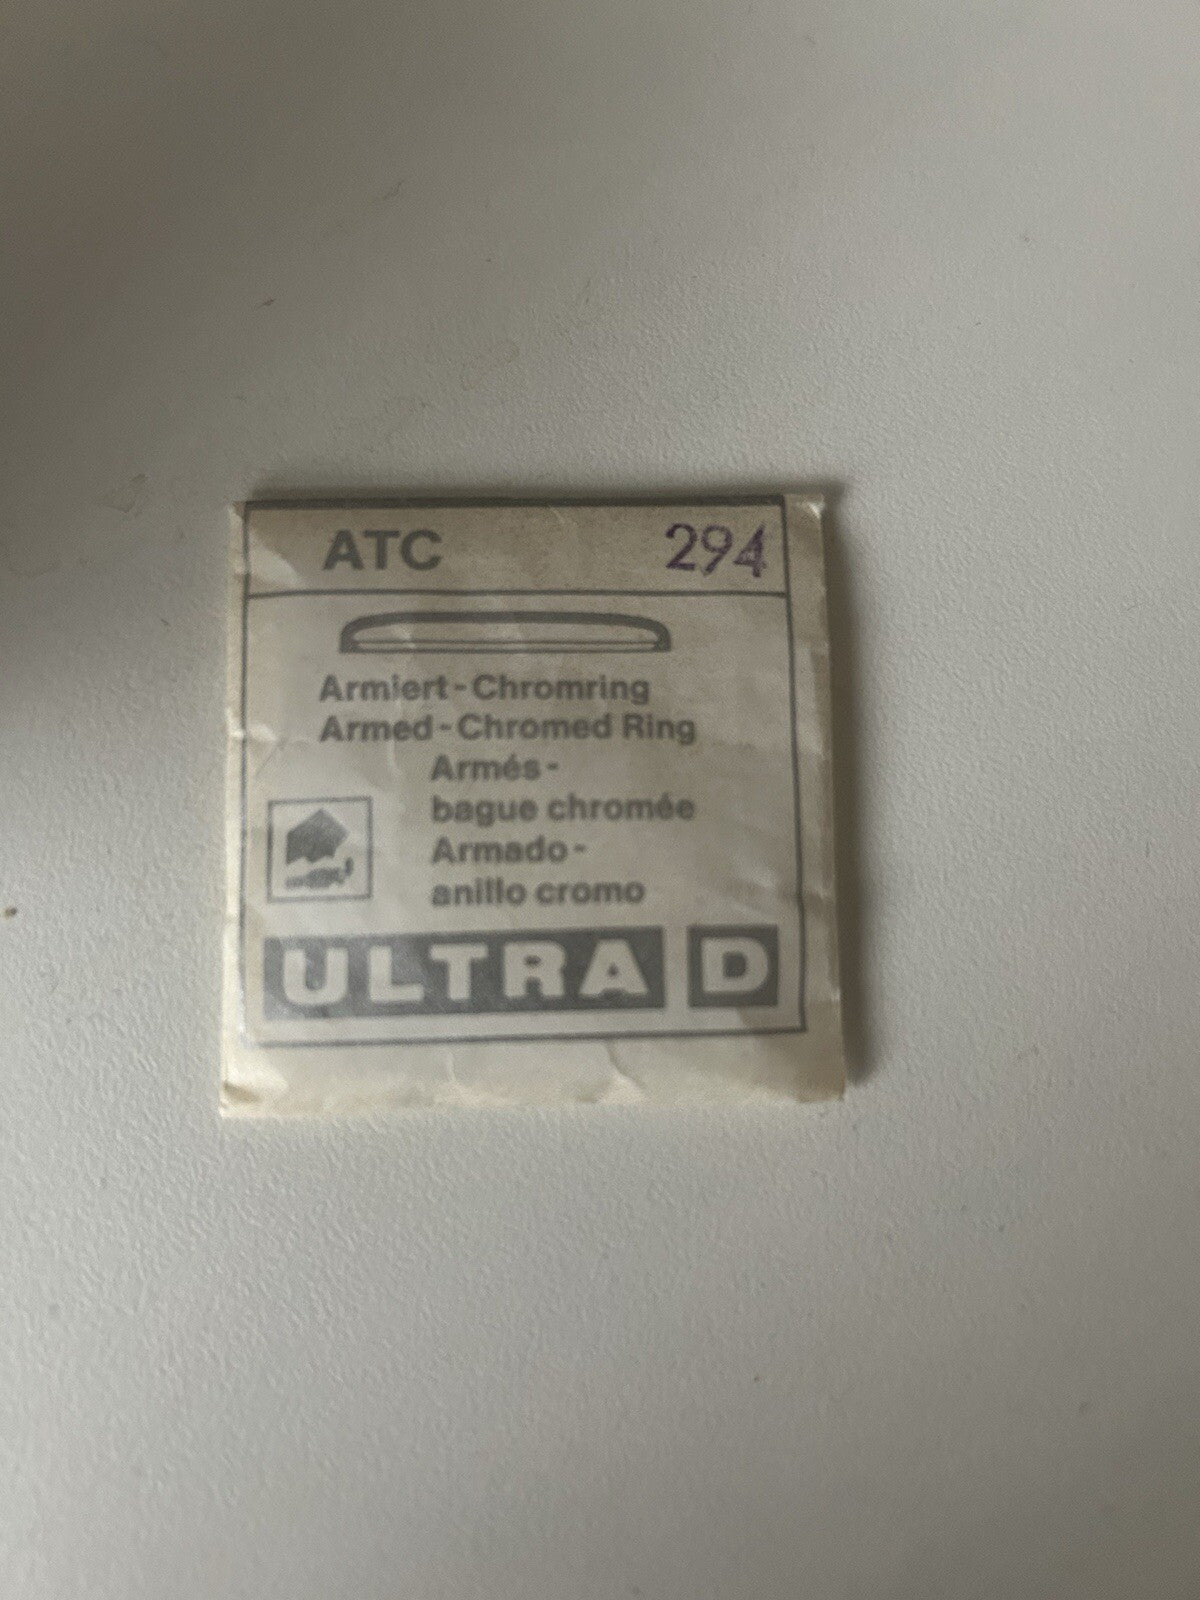 ATC 294
Armiert-Chromring
Armed-Chromed Ring
Armés-
bague chromée
Armado-
anillo cromo
ULTRA D